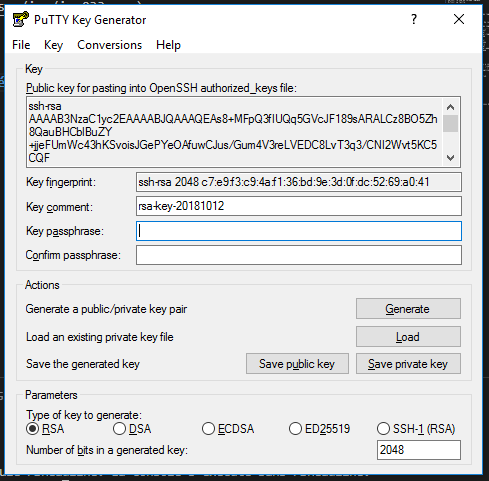 PuTTY Key Generator
File Key Conversions Help
Key
Public key for pasting into OpenSSH authorized_keys file:
ssh-rsa
AAAAB3NzaC1yc2EAAAABJQAAAQEAs8+MFpQ3fIUQq5GVcJF189sARALCz8BO5Zh
8QauBHCbIBuZY
+jjeFUmWc43hKSvoisJGePYeOAfuwCJus/Gum4V3reLVEDC8LvT3q3/CNI2Wvt5KC5
CQF
Key fingerprint: ssh-rsa 2048 c7:e9:f3:c9:4a:f1:36:bd:9e:3d:0f:dc:52:69:a0:41
Key comment: rsa-key-20181012
Key passphrase:
Confirm passphrase:
Actions
Generate a public/private key pair Generate
Load an existing private key file Load
Save the generated key Save public key Save private key
Parameters
Type of key to generate:
RSA DSA ECDSA ED25519 SSH-1 (RSA)
Number of bits in a generated key: 2048